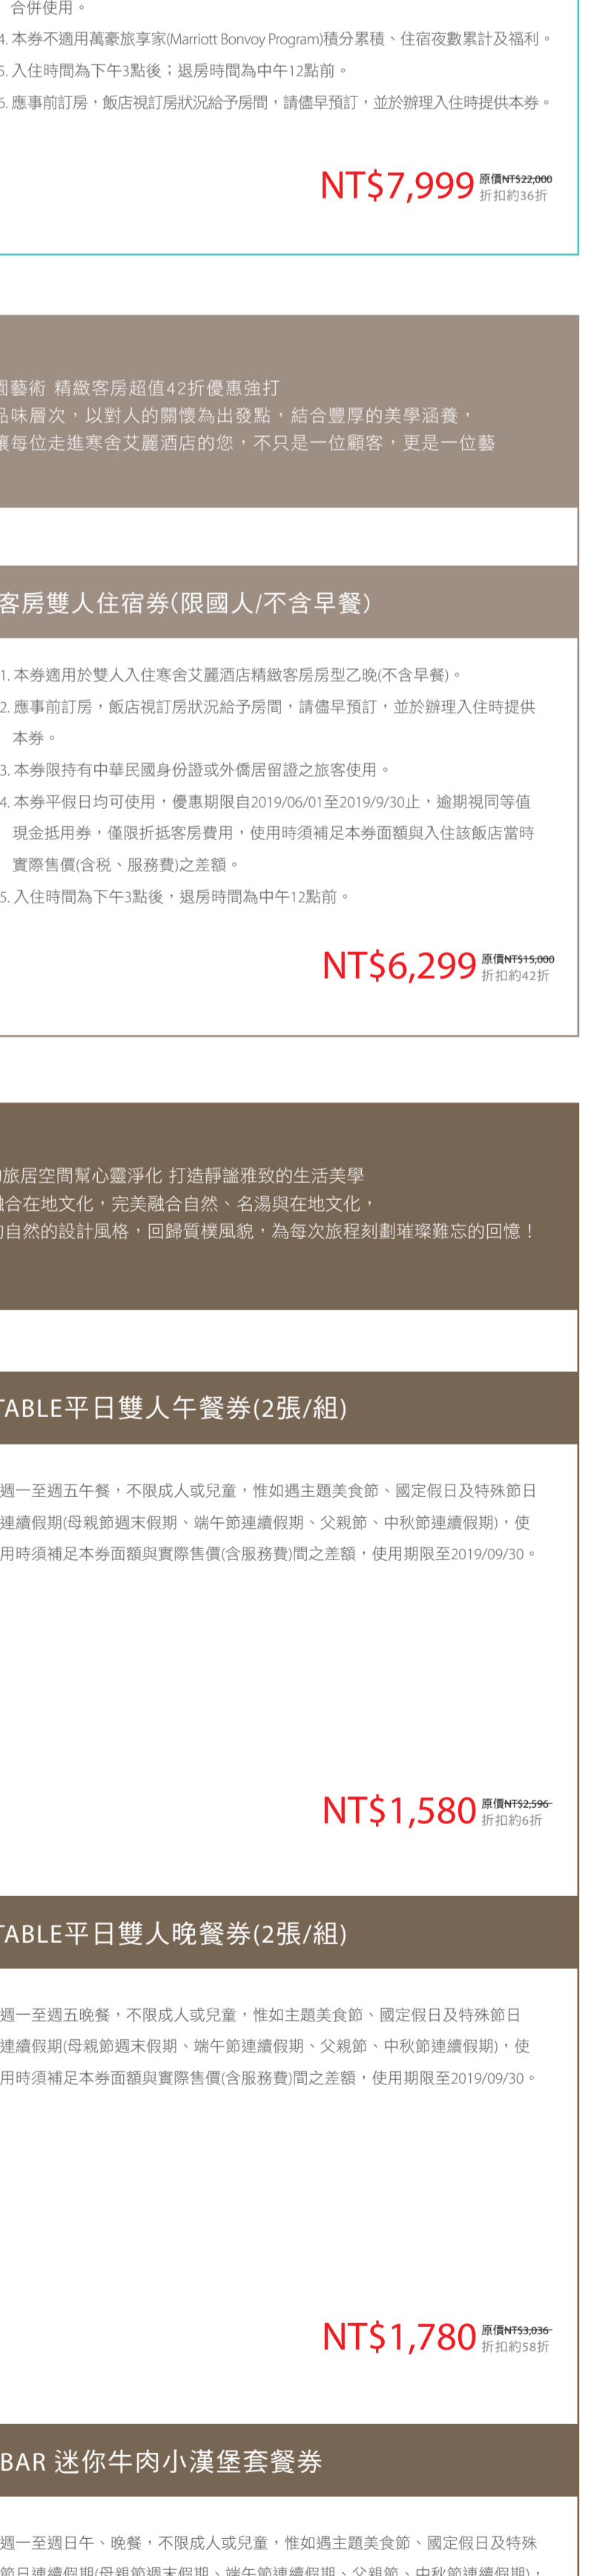 合併使用。
4. 本券不適用萬豪旅享家(Marriott Bonvoy Program)積分累積、住宿夜數累計及福利。
5. 入住時間為下午3點後；退房時間為中午12點前。
6. 應事前訂房，飯店視訂房狀況給予房間，請儘早預訂，並於辦理入住時提供本券。
NT$7,999 原價NT$22,000
折扣約36折
園藝術 精緻客房超值42折優惠強打
品味層次，以對人的關懷為出發點，結合豐厚的美學涵養，
讓每位走進寒舍艾麗酒店的您，不只是一位顧客，更是一位藝
客房雙人住宿券(限國人/不含早餐)
1. 本券適用於雙人入住寒舍艾麗酒店精緻客房房型乙晚(不含早餐)。
2. 應事前訂房，飯店視訂房狀況給予房間，請儘早預訂，並於辦理入住時提供
本券。
3. 本券限持有中華民國身份證或外僑居留證之旅客使用。
4. 本券平假日均可使用，優惠期限自2019/06/01至2019/9/30止，逾期視同等值
現金抵用券，僅限折抵客房費用，使用時須補足本券面額與入住該飯店當時
實際售價(含稅、服務費)之差額。
5. 入住時間為下午3點後，退房時間為中午12點前。
NT$6,299 原價NT$15,000
折扣約42折
的旅居空間幫心靈淨化 打造靜謐雅致的生活美學
融合在地文化，完美融合自然、名湯與在地文化，
的自然的設計風格，回歸質樸風貌，為每次旅程刻劃璀璨難忘的回憶！
TABLE平日雙人午餐券(2張/組)
週一至週五午餐，不限成人或兒童，惟如遇主題美食節、國定假日及特殊節日
連續假期(母親節週末假期、端午節連續假期、父親節、中秋節連續假期)，使
用時須補足本券面額與實際售價(含服務費)間之差額，使用期限至2019/09/30。
NT$1,580 原價NT$2,596
折扣約6折
TABLE平日雙人晚餐券(2張/組)
週一至週五晚餐，不限成人或兒童，惟如主題美食節、國定假日及特殊節日
連續假期(母親節週末假期、端午節連續假期、父親節、中秋節連續假期)，使
用時須補足本券面額與實際售價(含服務費)間之差額，使用期限至2019/09/30。
NT$1,780 原價NT$3,036
折扣約58折
BAR 迷你牛肉小漢堡套餐券
週一至週日午、晚餐，不限成人或兒童，惟如遇主題美食節、國定假日及特殊
節日連續假期(母親節週末假期、端午節連續假期、父親節、中秋節連續假期)，